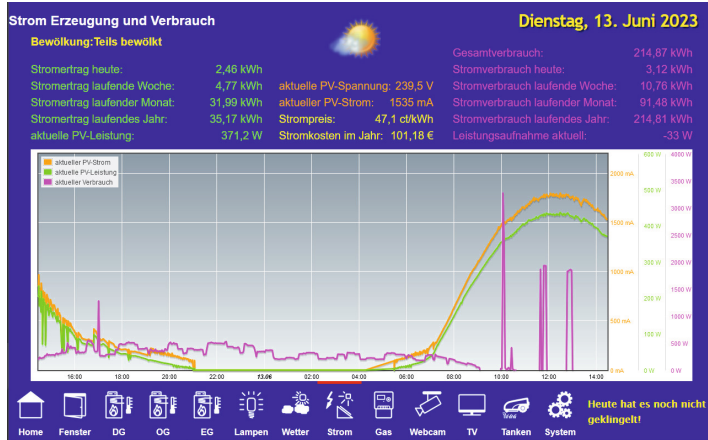 Strom Erzeugung und Verbrauch
Dienstag, 13. Juni 2023
Bewölkung:Teils bewölkt
Stromertrag heute: 2,46 kWh
Stromertrag laufende Woche: 4,77 kWh
Stromertrag laufender Monat: 31,99 kWh
Stromertrag laufendes Jahr: 35,17 kWh
aktuelle PV-Leistung: 371,2 W
aktuelle PV-Spannung: 239,5 V
aktueller PV-Strom: 1535 mA
Strompreis: 47,1 ct/kWh
Stromkosten im Jahr: 101,18 €
Gesamtverbrauch: 214,87 kWh
Stromverbrauch heute: 3,12 kWh
Stromverbrauch laufende Woche: 10,76 kWh
Stromverbrauch laufender Monat: 91,48 kWh
Stromverbrauch laufendes Jahr: 214,81 kWh
Leistungsaufnahme aktuell: -33 W
aktueller PV-Strom
aktuelle PV-Leistung
aktueller Verbrauch
2000 mA
1500 mA
1000 mA
500 mA
0 mA
600 W
500 W
400 W
300 W
200 W
100 W
0 W
4000 W
3500 W
3000 W
2500 W
2000 W
1500 W
1000 W
500 W
0 W
16:00 18:00 20:00 22:00 13.06 02:00 04:00 06:00 08:00 10:00 12:00 14:00
Home Fenster DG OG EG Lampen Wetter Strom Gas Webcam TV Tanken System
Heute hat es noch nicht
geklingelt!